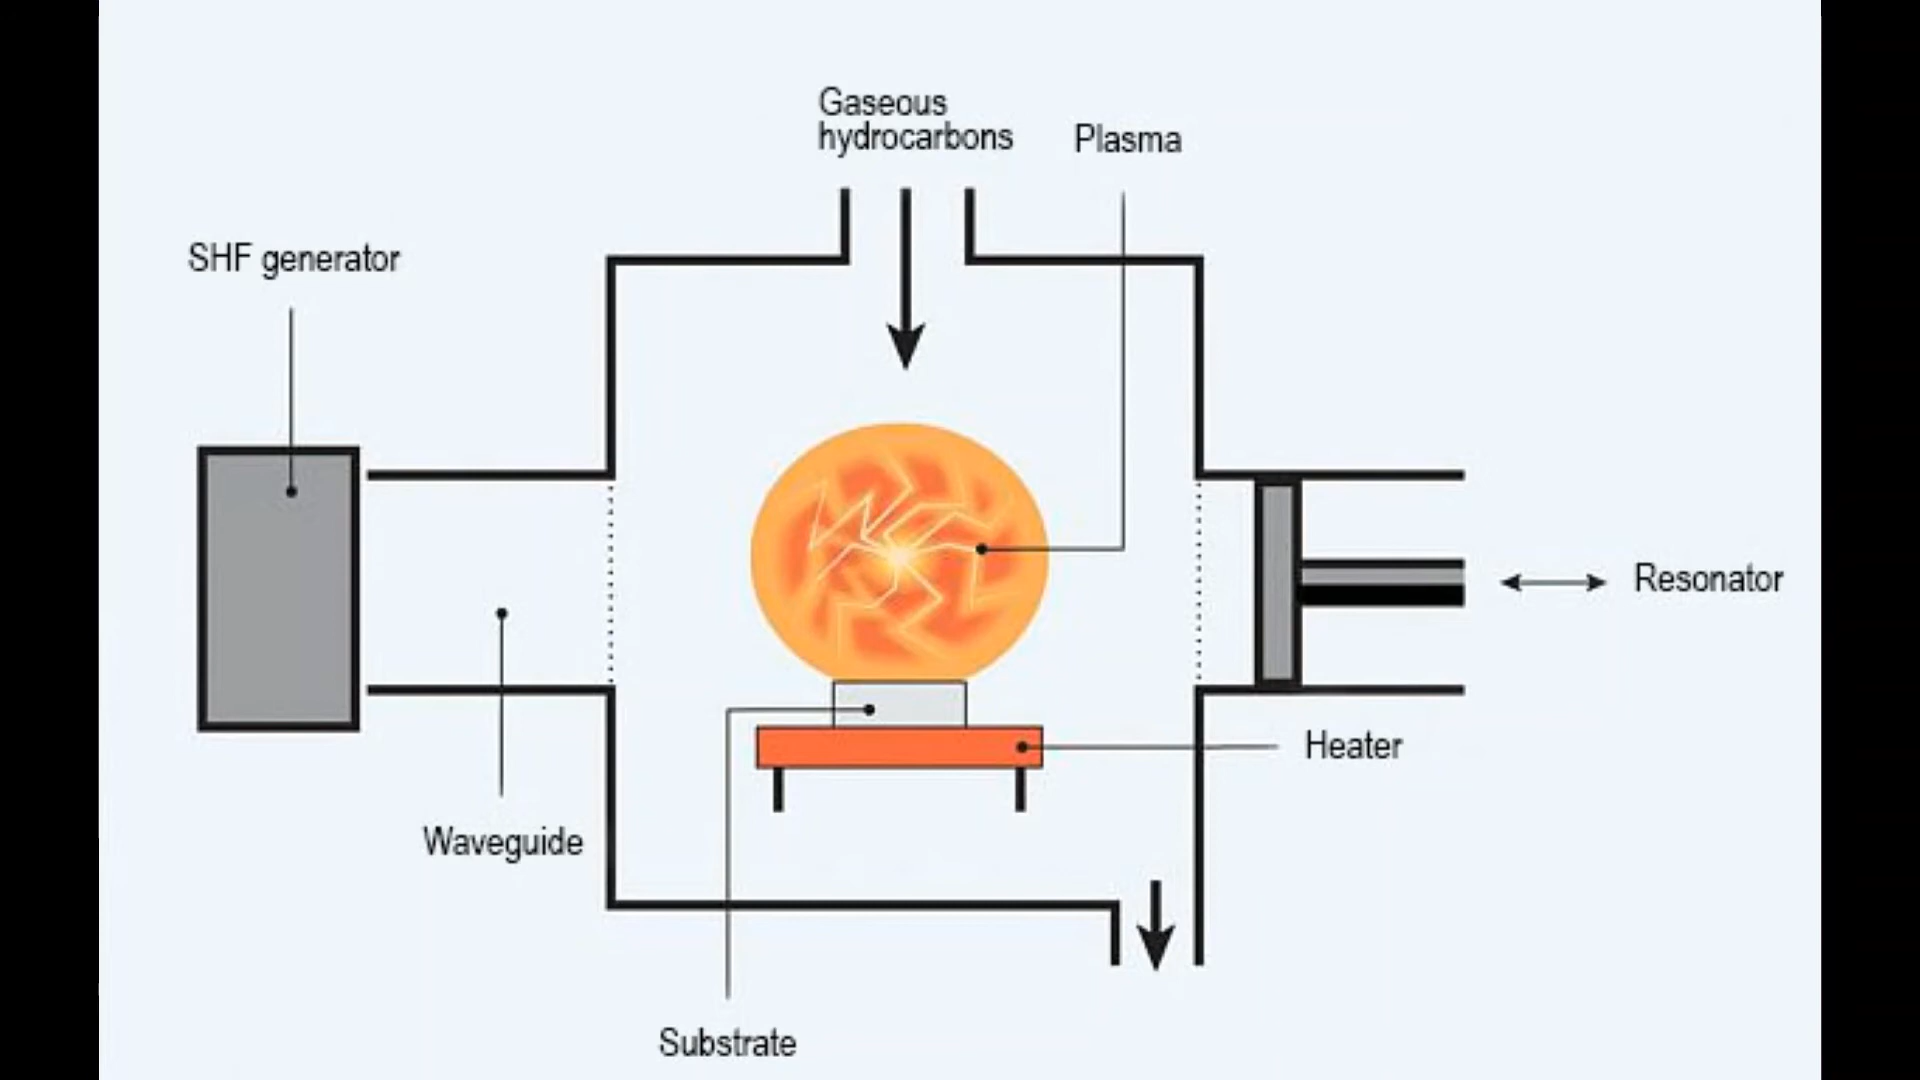 Gaseous
hydrocarbons
Plasma
SHF generator
Resonator
Heater
Waveguide
Substrate